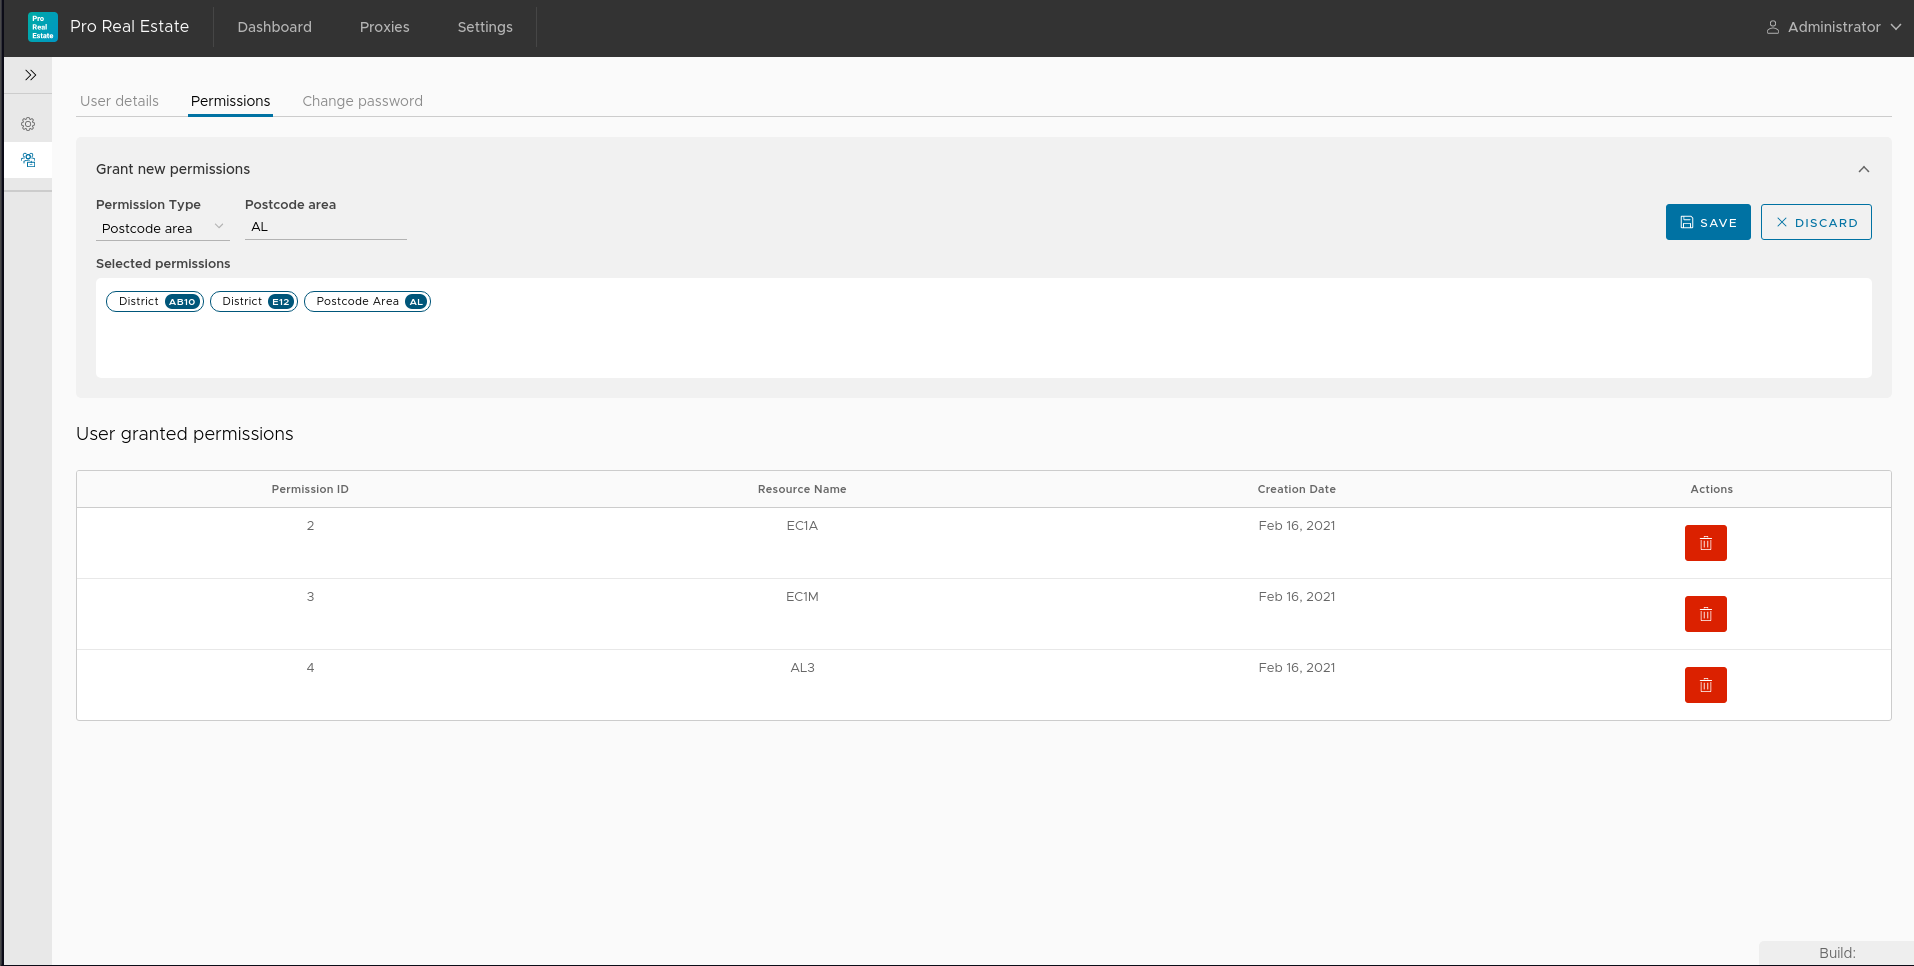 Pro
Real
Estate
Pro Real Estate
Dashboard
Proxies
Settings
Administrator
User details
Permissions
Change password
Grant new permissions
Permission Type
Postcode area
Postcode area
AL
SAVE
DISCARD
Selected permissions
District AB10
District E12
Postcode Area AL
User granted permissions
Permission ID Resource Name Creation Date Actions
2 EC1A Feb 16, 2021
3 EC1M Feb 16, 2021
4 AL3 Feb 16, 2021
Build: